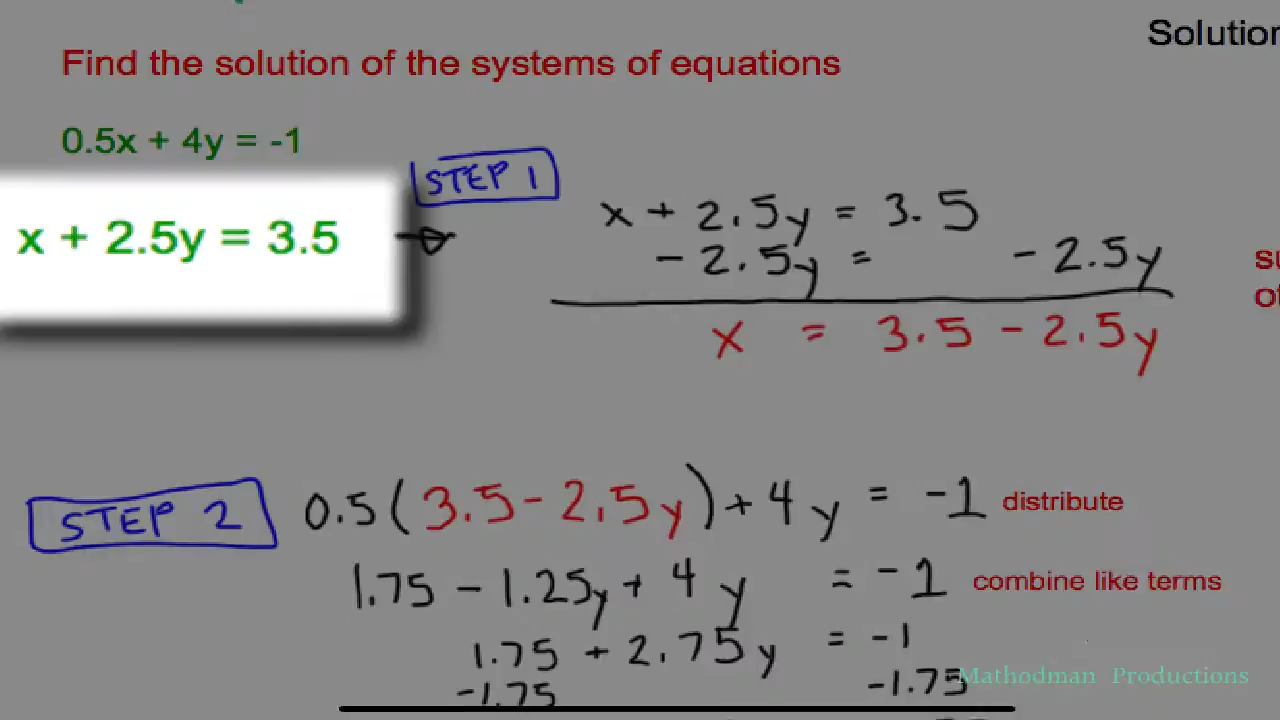 Solution
Find the solution of the systems of equations
0.5x + 4y = -1
STEP 1
x + 2.5y = 3.5
x + 2.5y = 3.5
- 2.5y = - 2.5y
x = 3.5 - 2.5y
STEP 2
0.5(3.5 - 2.5y) + 4y = -1 distribute
1.75 - 1.25y + 4y = -1 combine like terms
1.75 + 2.75y = -1
-1.75 -1.75
Mathodman Productions